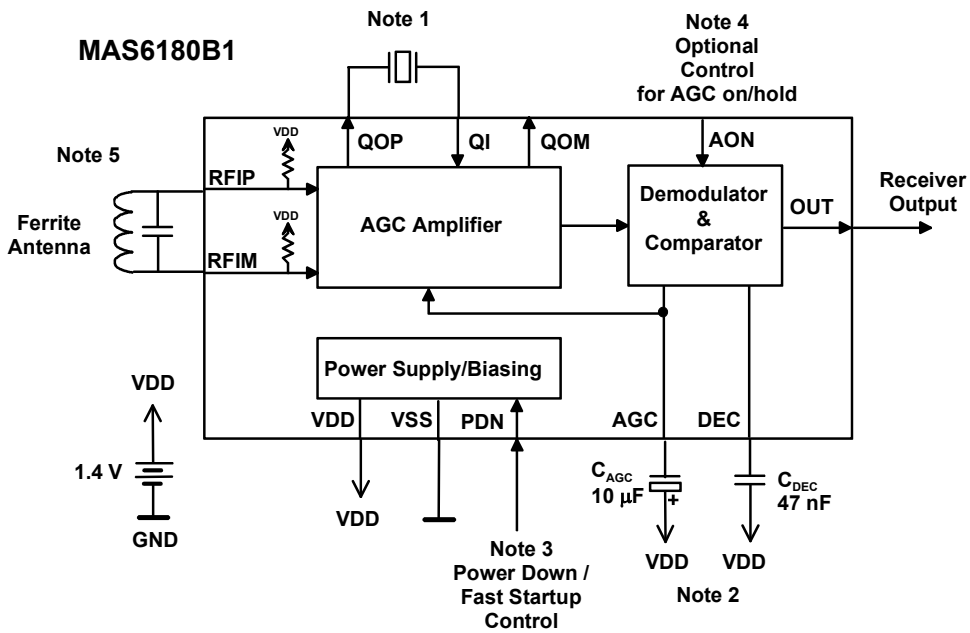 Note 1
MAS6180B1
Note 4
Optional
Control
for AGC on/hold
VDD
QOP
QI
QOM
AON
Note 5
RFIP
Ferrite
Antenna
VDD
RFIM
AGC Amplifier
Demodulator
&
Comparator
OUT
Receiver
Output
Power Supply/Biasing
VDD
VSS
PDN
AGC
DEC
VDD
1.4 V
GND
VDD
Note 3
Power Down /
Fast Startup
Control
CAGC
10 µF
+
VDD
CDEC
47 nF
VDD
Note 2